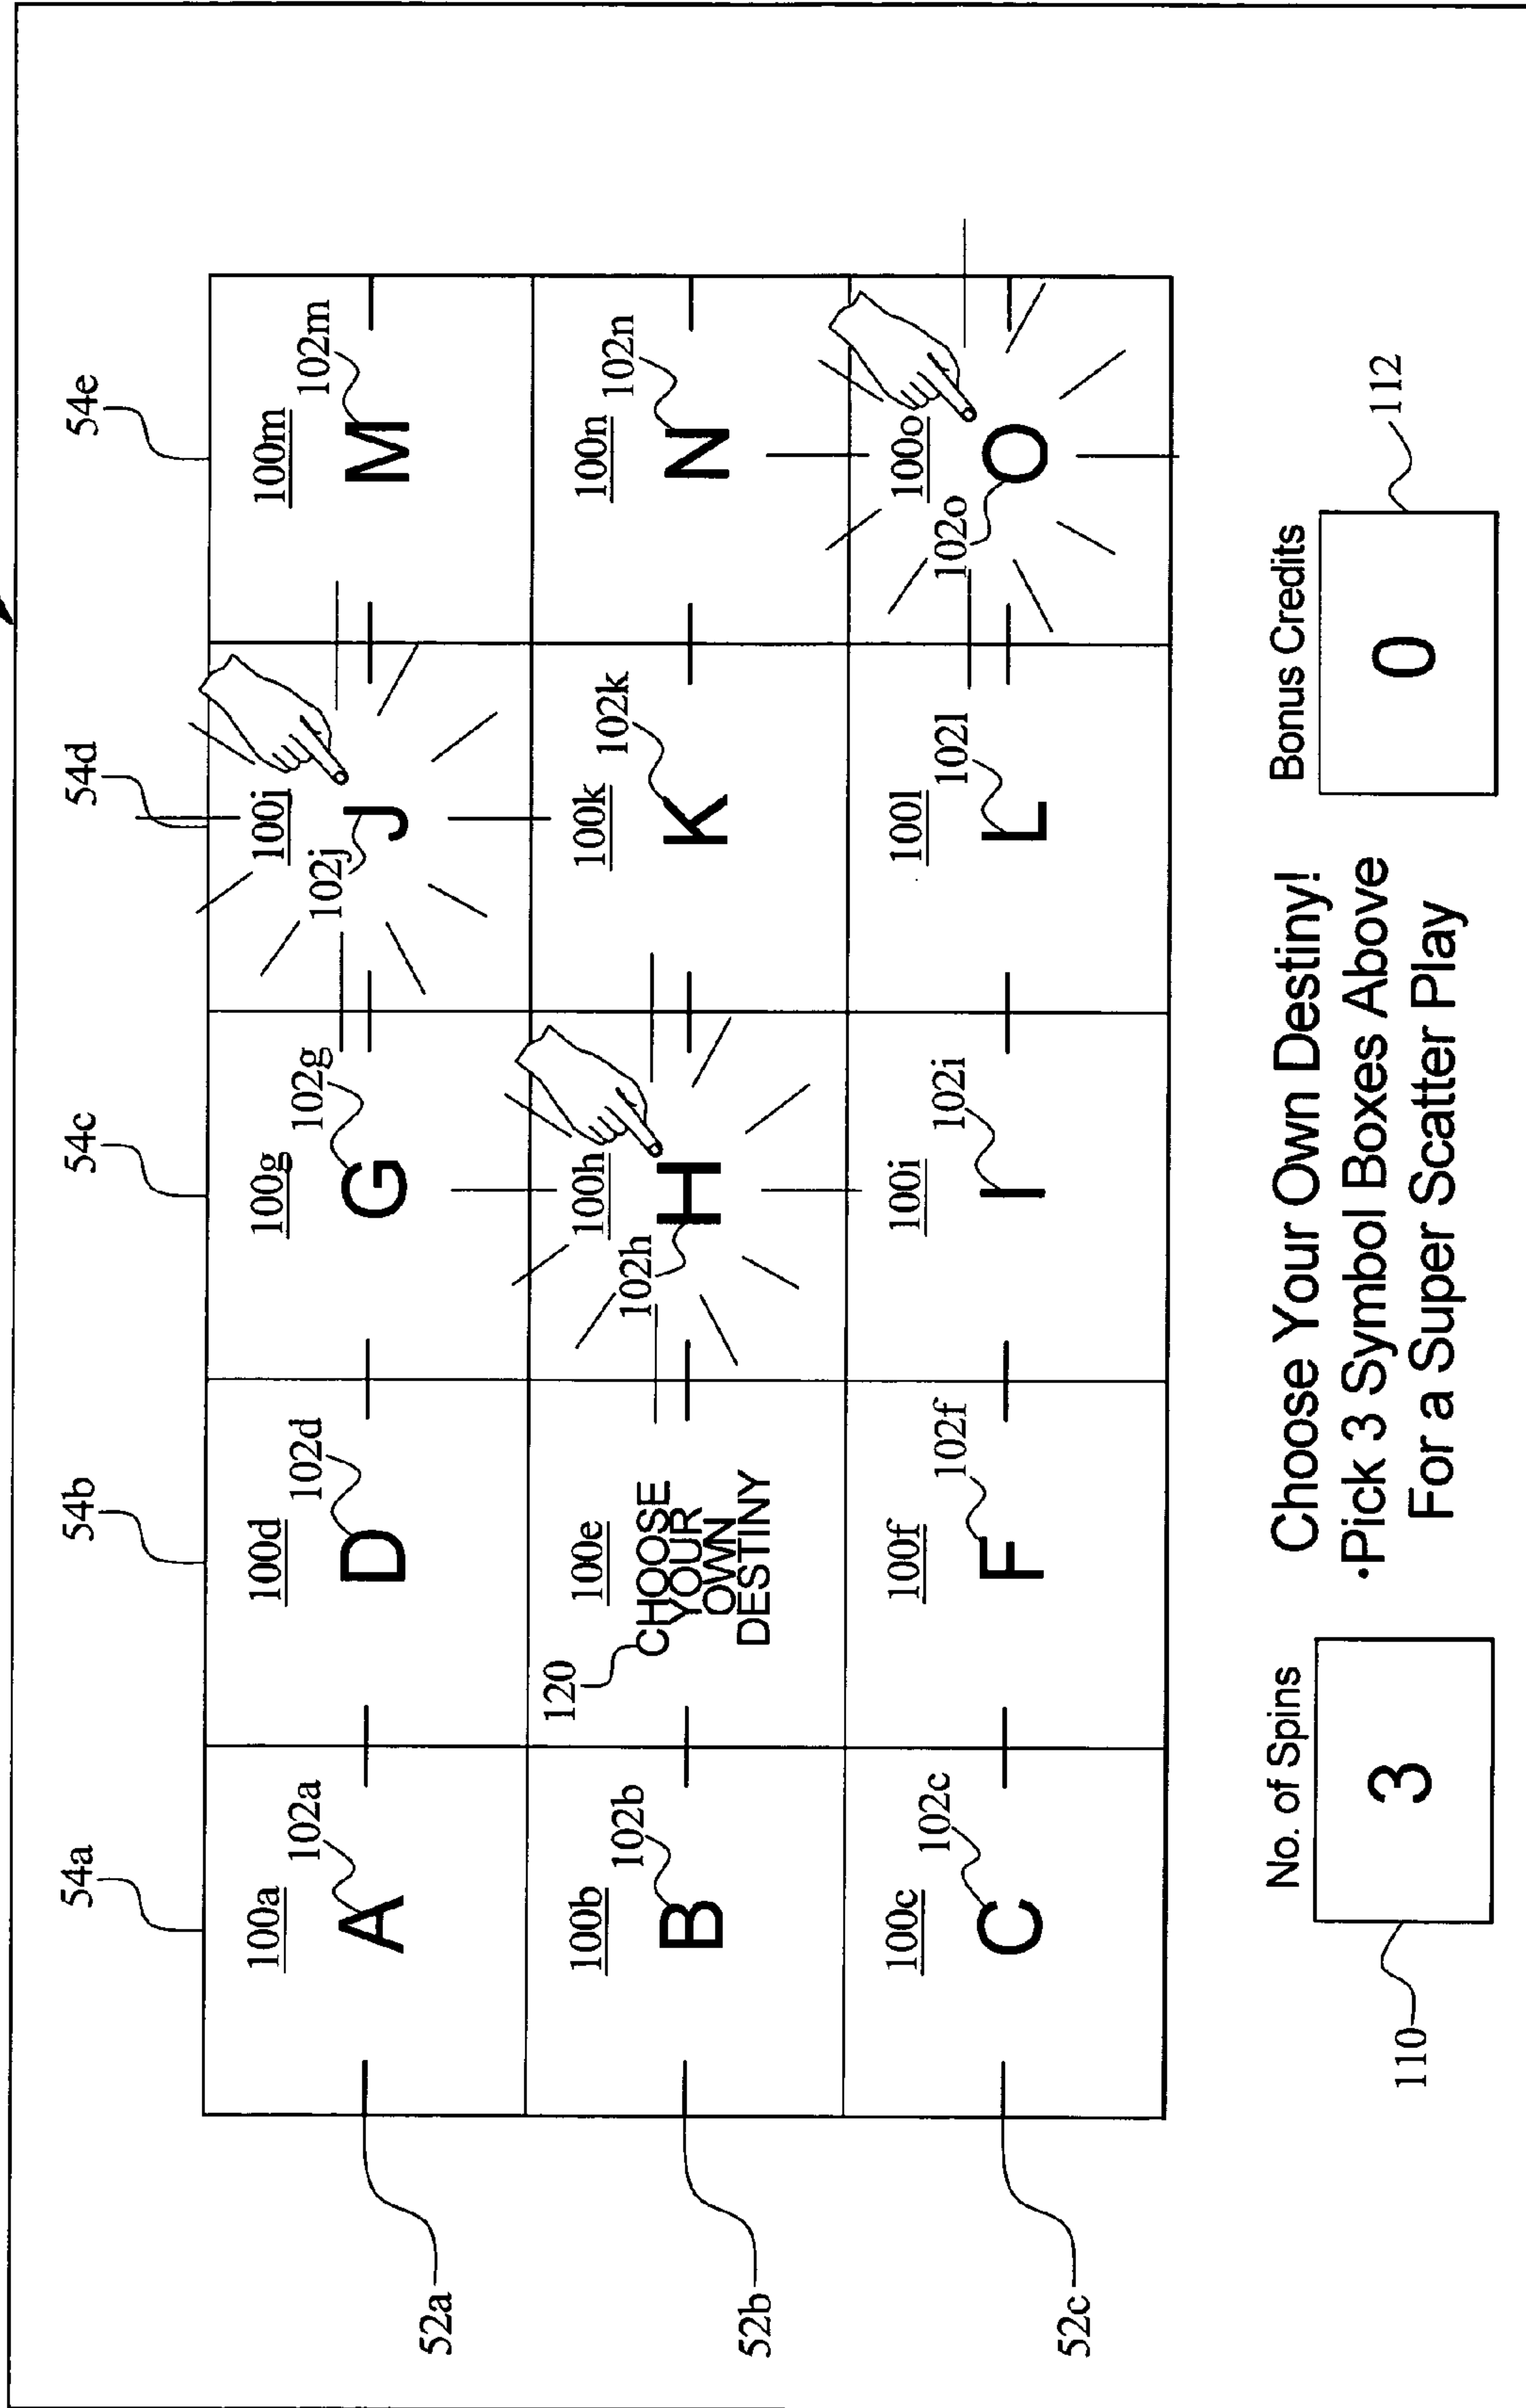 54a 54b 54c 54d 54e
100a 100d 100g 100j 100m
102a 102d 102g 102j 102m
A D G J M
52a
100b 100e 100h 100k 100n
120 102b 102h 102k 102n
B
CHOOSE
YOUR
OWN
DESTINY
H K N
52b
100c 100f 100i 100l 100o
102c 102f 102i 102l 102o
C F I L O
52c
No. of Spins
3
110
Choose Your Own Destiny!
•Pick 3 Symbol Boxes Above
For a Super Scatter Play
Bonus Credits
0
112